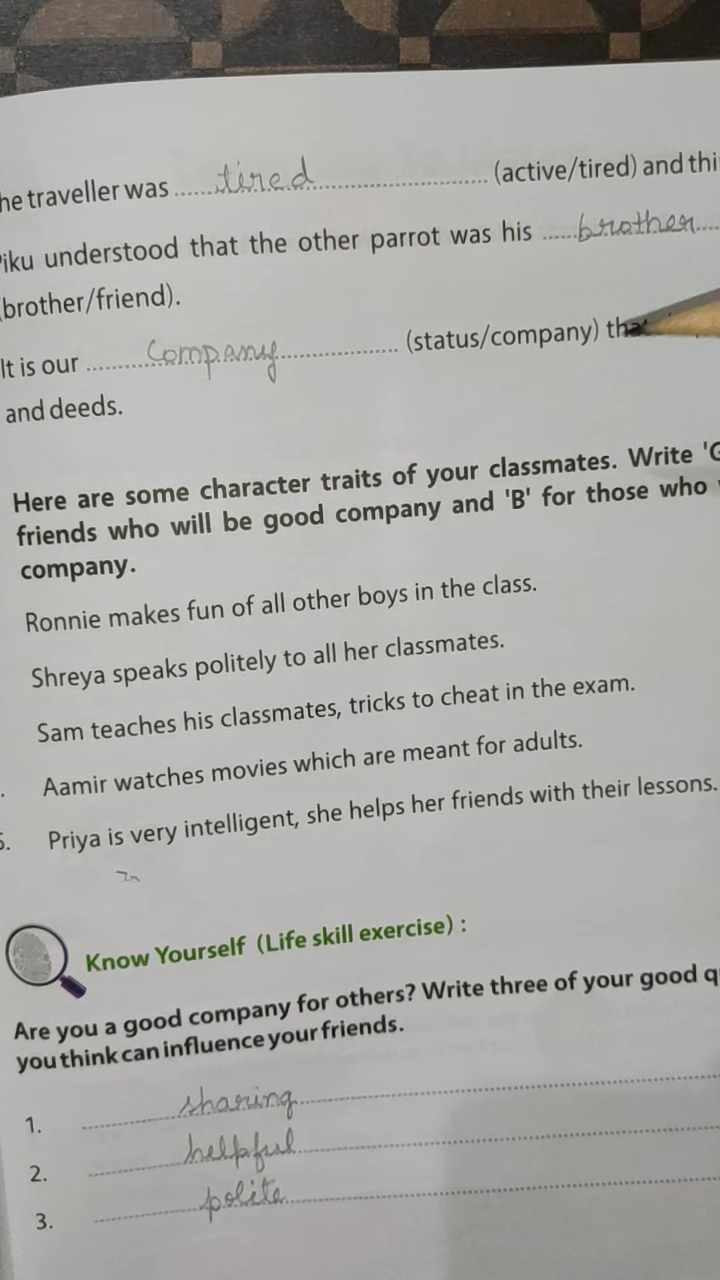 he traveller was ......tired...... (active/tired) and thi
iku understood that the other parrot was his ......brother....
(brother/friend).
It is our ......Company...... (status/company) that
and deeds.
Here are some character traits of your classmates. Write 'G
friends who will be good company and 'B' for those who
company.
Ronnie makes fun of all other boys in the class.
Shreya speaks politely to all her classmates.
Sam teaches his classmates, tricks to cheat in the exam.
. Aamir watches movies which are meant for adults.
5. Priya is very intelligent, she helps her friends with their lessons.
Know Yourself (Life skill exercise) :
Are you a good company for others? Write three of your good q
you think can influence your friends.
1. sharing
2. helpful
3. polite